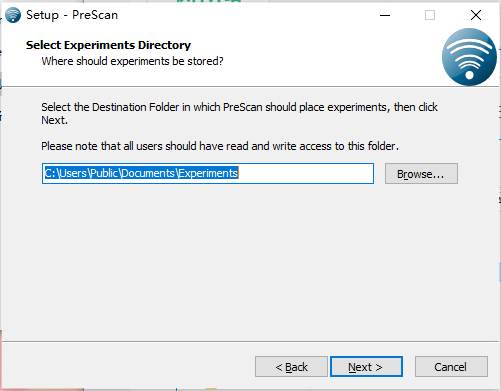 Setup - PreScan
Select Experiments Directory
Where should experiments be stored?
Select the Destination Folder in which PreScan should place experiments, then click
Next.
Please note that all users should have read and write access to this folder.
C:\Users\Public\Documents\Experiments
Browse...
< Back
Next >
Cancel